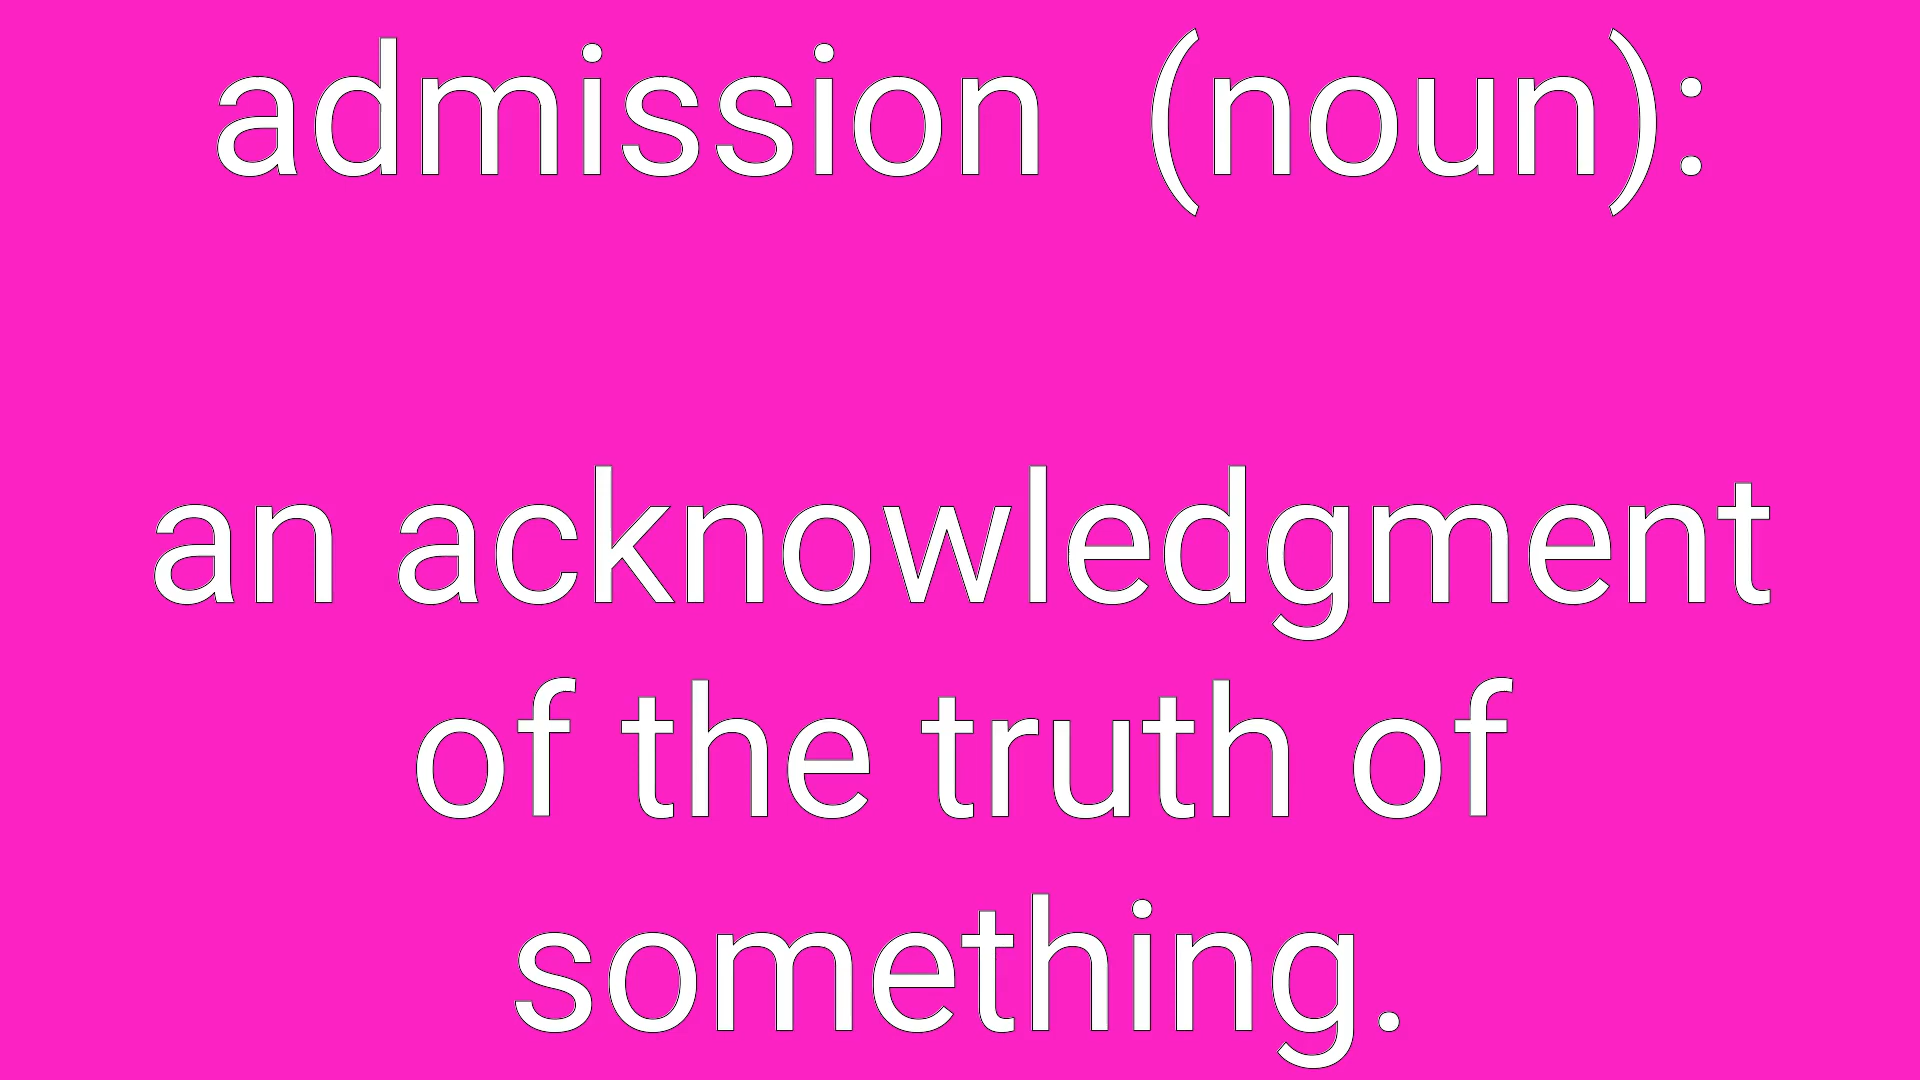 admission  (noun):
an acknowledgment
of the truth of
something.